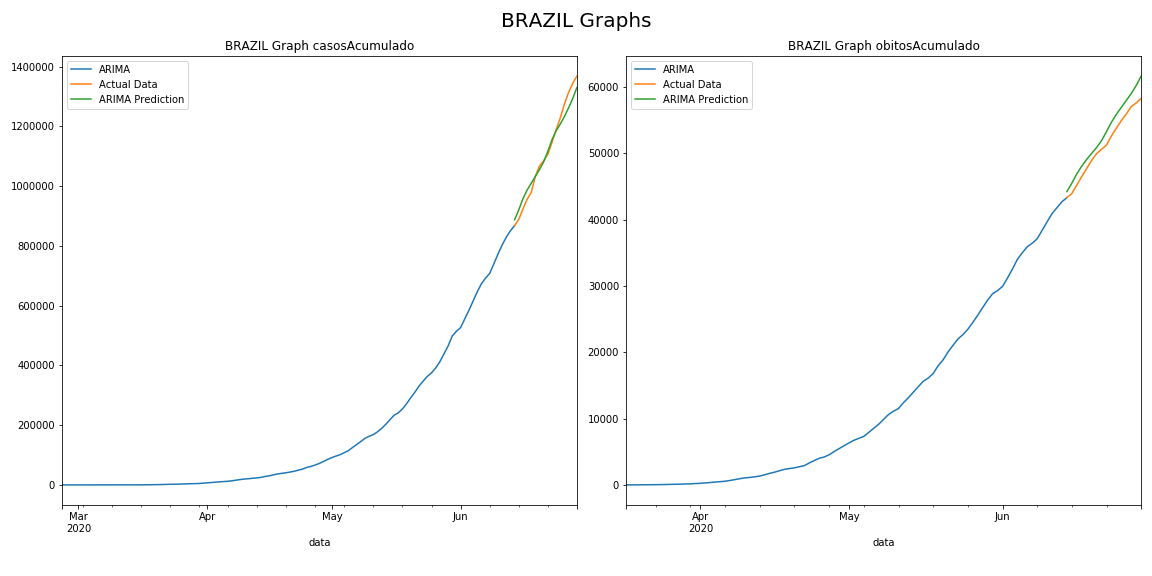 BRAZIL Graphs
BRAZIL Graph casosAcumulado
ARIMA
Actual Data
ARIMA Prediction
1400000
1200000
1000000
800000
600000
400000
200000
0
Mar
2020
Apr
May
Jun
data
BRAZIL Graph obitosAcumulado
ARIMA
Actual Data
ARIMA Prediction
60000
50000
40000
30000
20000
10000
0
Apr
2020
May
Jun
data